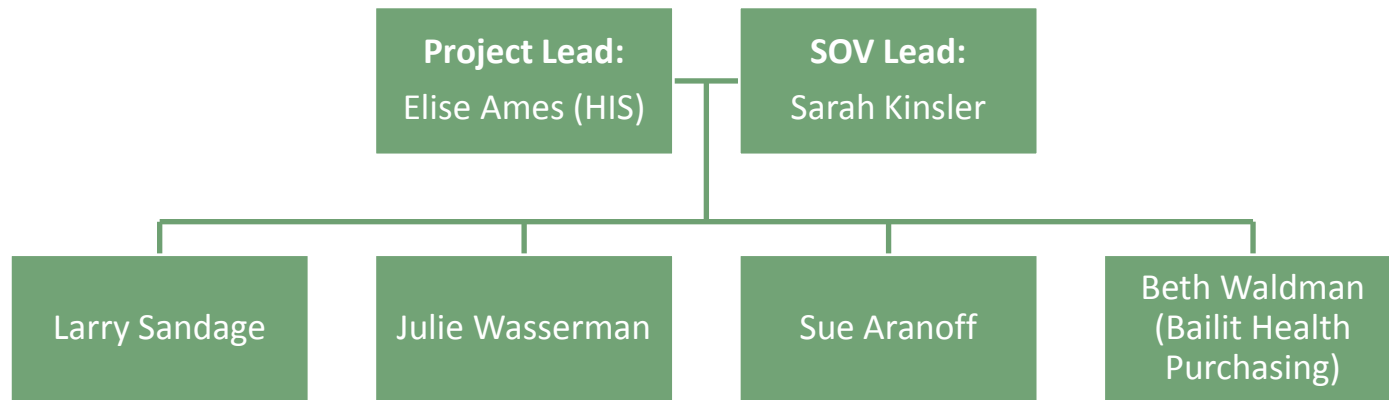 Project Lead:
Elise Ames (HIS)
SOV Lead:
Sarah Kinsler
Larry Sandage
Julie Wasserman
Sue Aranoff
Beth Waldman
(Bailit Health
Purchasing)